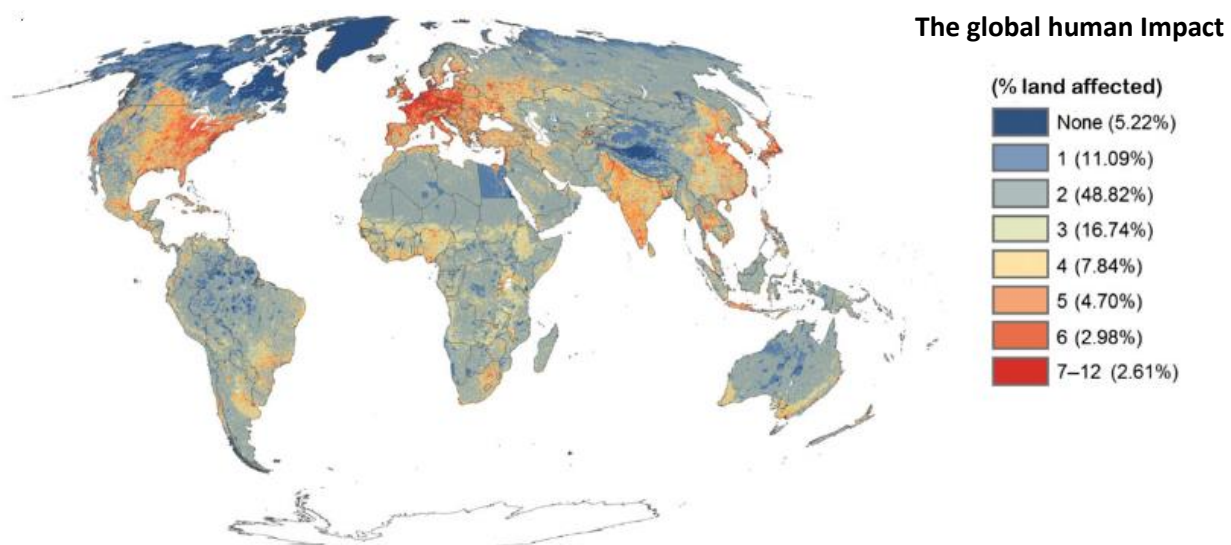 The global human Impact
(% land affected)
None (5.22%)
1 (11.09%)
2 (48.82%)
3 (16.74%)
4 (7.84%)
5 (4.70%)
6 (2.98%)
7–12 (2.61%)